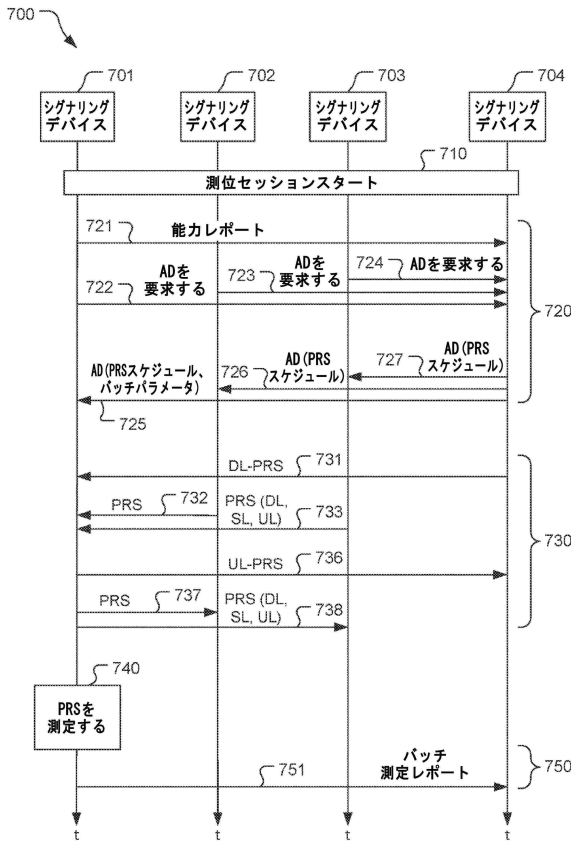 700
701
702
703
704
シグナリング
デバイス
シグナリング
デバイス
シグナリング
デバイス
シグナリング
デバイス
710
測位セッションスタート
721
能力レポート
722
ADを
要求する
723
ADを
要求する
724
ADを要求する
720
AD(PRSスケジュール、
バッチパラメータ)
725
726
AD(PRS
スケジュール)
727
AD(PRS
スケジュール)
DL-PRS
731
PRS
732
PRS (DL,
SL, UL)
733
730
UL-PRS
736
PRS
737
PRS (DL,
SL, UL)
738
740
PRSを
測定する
751
バッチ
測定レポート
750
t
t
t
t